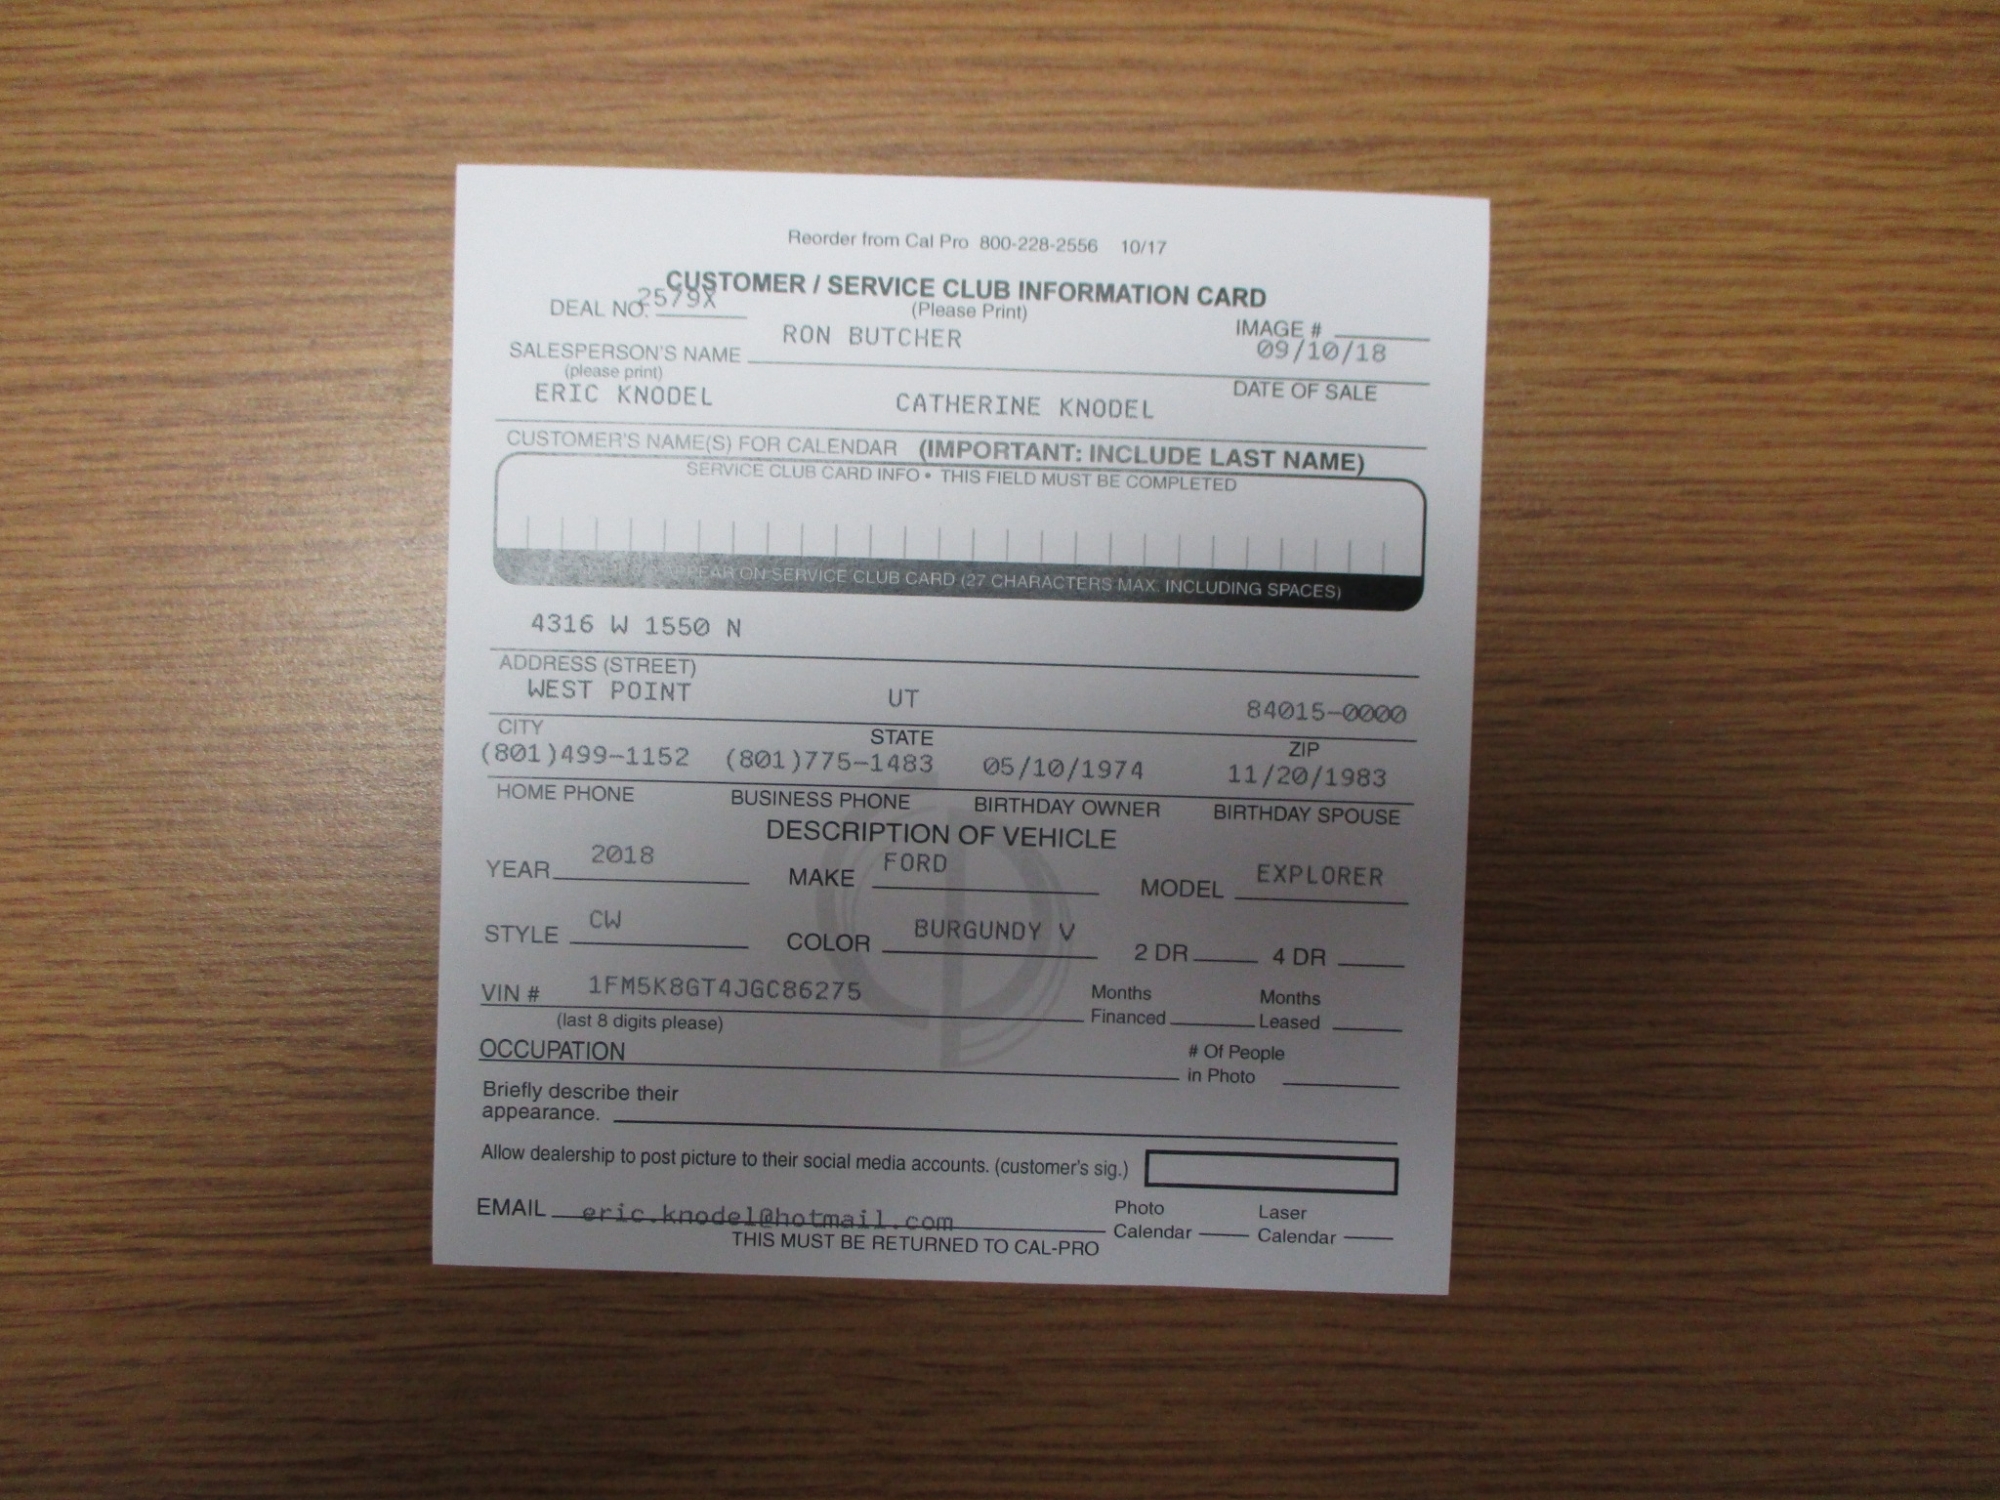 Reorder from Cal Pro 800-228-2556 10/17
CUSTOMER / SERVICE CLUB INFORMATION CARD
DEAL NO. 2579X (Please Print)
RON BUTCHER IMAGE #
SALESPERSON'S NAME 09/10/18
(please print) DATE OF SALE
ERIC KNODEL CATHERINE KNODEL
CUSTOMER'S NAME(S) FOR CALENDAR (IMPORTANT: INCLUDE LAST NAME)
SERVICE CLUB CARD INFO • THIS FIELD MUST BE COMPLETED
APPEAR ON SERVICE CLUB CARD (27 CHARACTERS MAX. INCLUDING SPACES)
4316 W 1550 N
ADDRESS (STREET)
WEST POINT UT 84015-0000
CITY STATE ZIP
(801)499-1152 (801)775-1483 05/10/1974 11/20/1983
HOME PHONE BUSINESS PHONE BIRTHDAY OWNER BIRTHDAY SPOUSE
DESCRIPTION OF VEHICLE
YEAR 2018 MAKE FORD MODEL EXPLORER
STYLE CW COLOR BURGUNDY V 2 DR 4 DR
VIN # 1FM5K8GT4JGC86275 Months Financed Months Leased
(last 8 digits please)
OCCUPATION # Of People in Photo
Briefly describe their
appearance.
Allow dealership to post picture to their social media accounts. (customer's sig.)
EMAIL eric.knodel@hotmail.com Photo Calendar Laser Calendar
THIS MUST BE RETURNED TO CAL-PRO